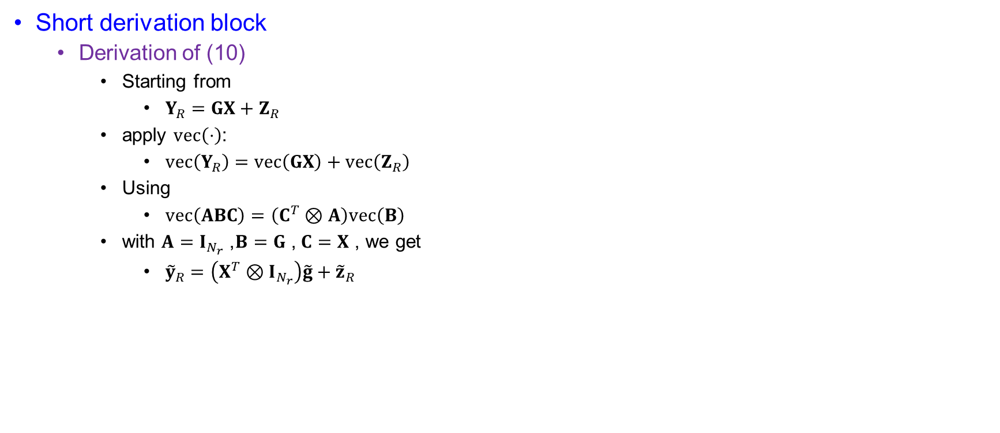 • Short derivation block
• Derivation of (10)
• Starting from
• 𝐘_R = 𝐆𝐗 + 𝐙_R
• apply vec(·):
• vec(𝐘_R) = vec(𝐆𝐗) + vec(𝐙_R)
• Using
• vec(𝐀𝐁𝐂) = (𝐂^T ⊗ 𝐀)vec(𝐁)
• with 𝐀 = 𝐈_{N_r} ,𝐁 = 𝐆 , 𝐂 = 𝐗 , we get
• 𝐲̃_R = (𝐗^T ⊗ 𝐈_{N_r})𝐠̃ + 𝐳̃_R